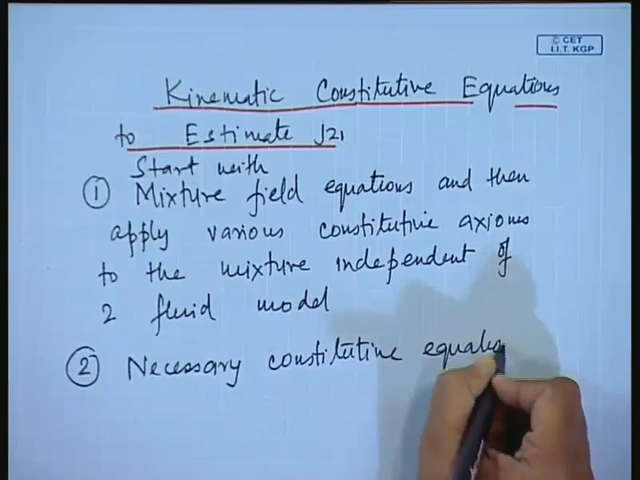 © CET
I.I.T. KGP
Kinematic Constitutive Equations
to Estimate j21
Start with
① Mixture field equations and then
apply various constitutive axioms
to the mixture independent of
2 fluid model
② Necessary constitutive equatio